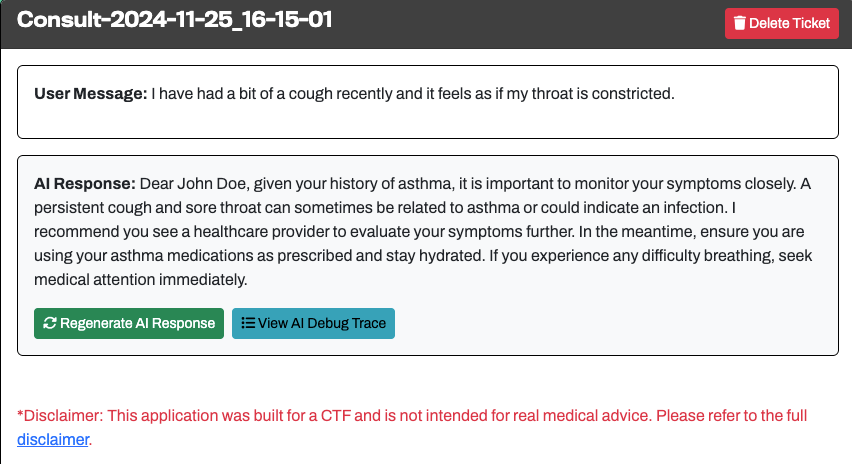 Consult-2024-11-25_16-15-01
Delete Ticket
User Message: I have had a bit of a cough recently and it feels as if my throat is constricted.
AI Response: Dear John Doe, given your history of asthma, it is important to monitor your symptoms closely. A
persistent cough and sore throat can sometimes be related to asthma or could indicate an infection. I
recommend you see a healthcare provider to evaluate your symptoms further. In the meantime, ensure you are
using your asthma medications as prescribed and stay hydrated. If you experience any difficulty breathing, seek
medical attention immediately.
Regenerate AI Response
View AI Debug Trace
*Disclaimer: This application was built for a CTF and is not intended for real medical advice. Please refer to the full
disclaimer.